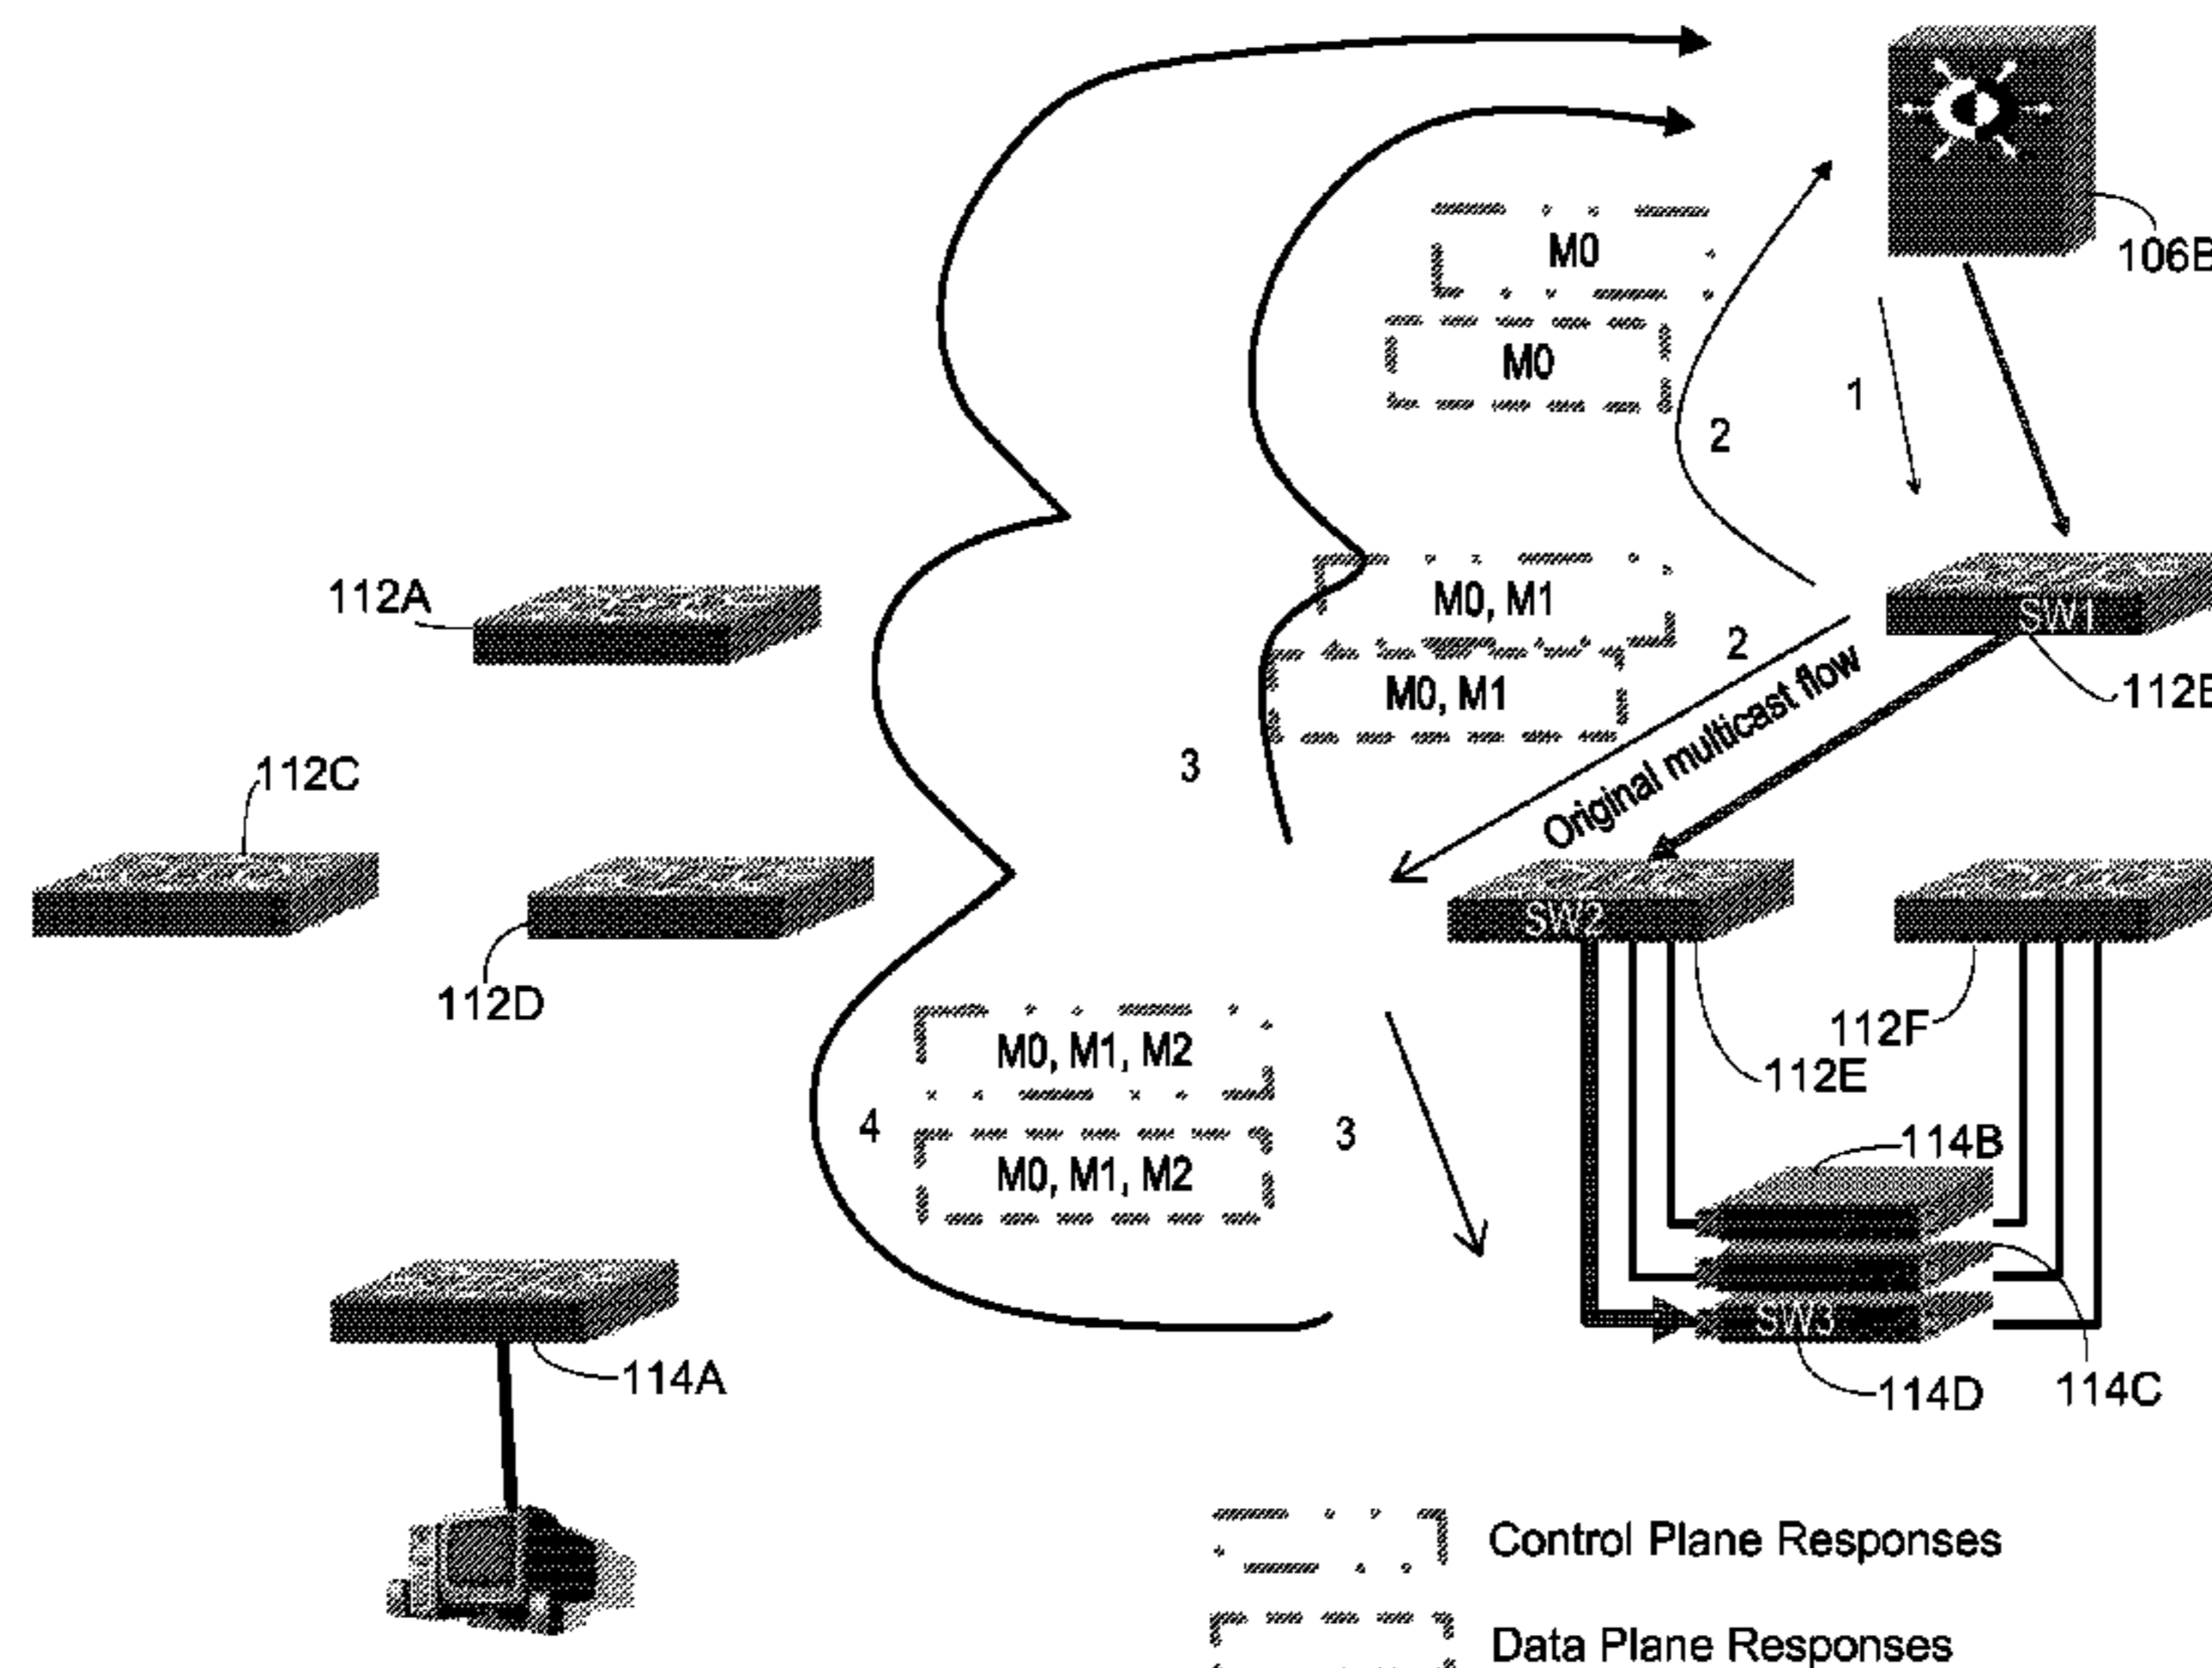 M0
106B
M0
1
2
112A
M0, M1
SW1
2
M0, M1
112B
Original multicast flow
3
112C
SW2
112D
112F
M0, M1, M2
112E
4
3
114B
M0, M1, M2
SW3
114A
114D
114C
Control Plane Responses
Data Plane Responses